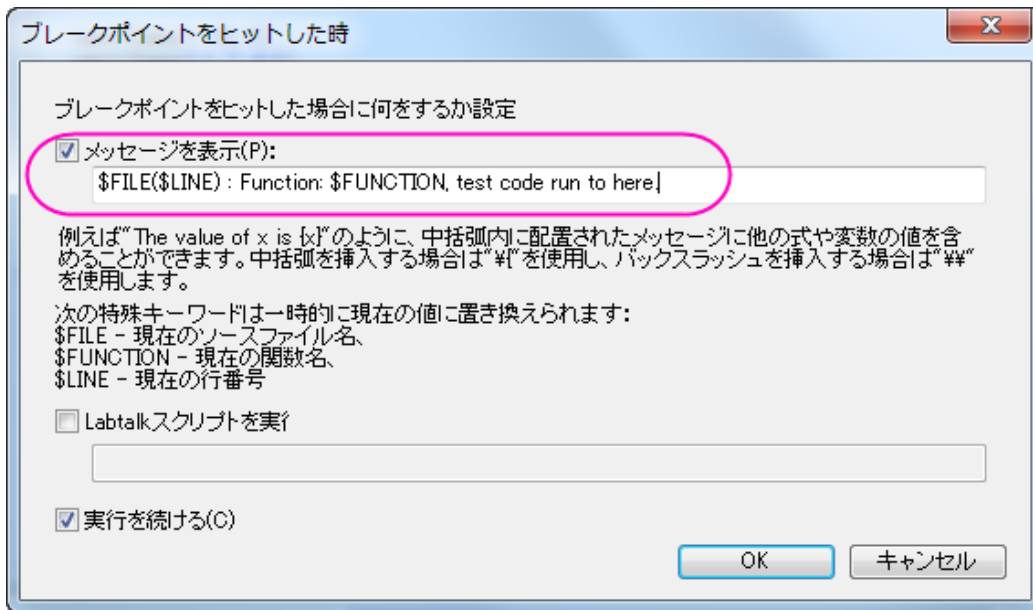 ブレークポイントをヒットした時
ブレークポイントをヒットした場合に何をするか設定
メッセージを表示(P):
$FILE($LINE) : Function: $FUNCTION, test code run to here.
例えば"The value of x is {x}"のように、中括弧内に配置されたメッセージに他の式や変数の値を含
めることができます。中括弧を挿入する場合は"¥{"を使用し、バックスラッシュを挿入する場合は"¥¥"
を使用します。
次の特殊キーワードは一時的に現在の値に置き換えられます:
$FILE - 現在のソースファイル名、
$FUNCTION - 現在の関数名、
$LINE - 現在の行番号
Labtalkスクリプトを実行
実行を続ける(C)
OK
キャンセル